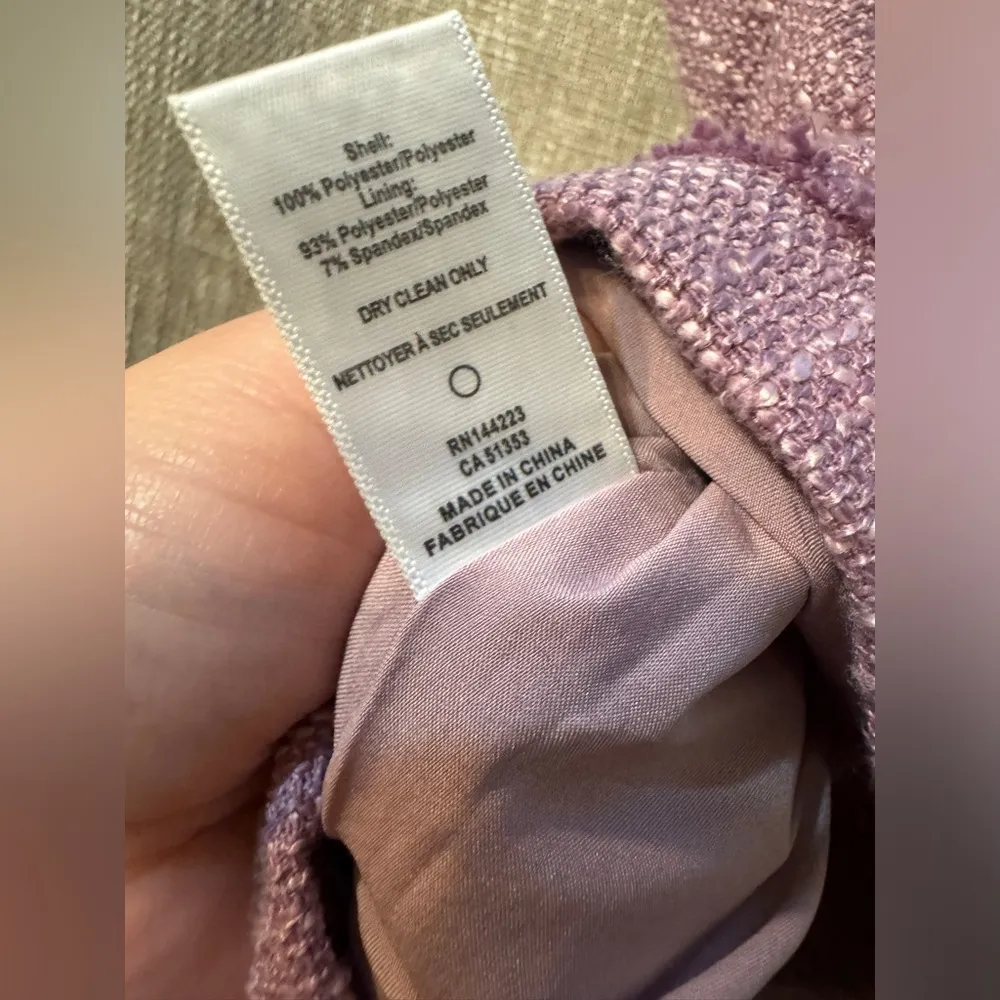 Shell:
100% Polyester/Polyester
Lining:
93% Polyester/Polyester
7% Spandex/Spandex
DRY CLEAN ONLY
NETTOYER À SEC SEULEMENT
RN144223
CA 51353
MADE IN CHINA
FABRIQUE EN CHINE